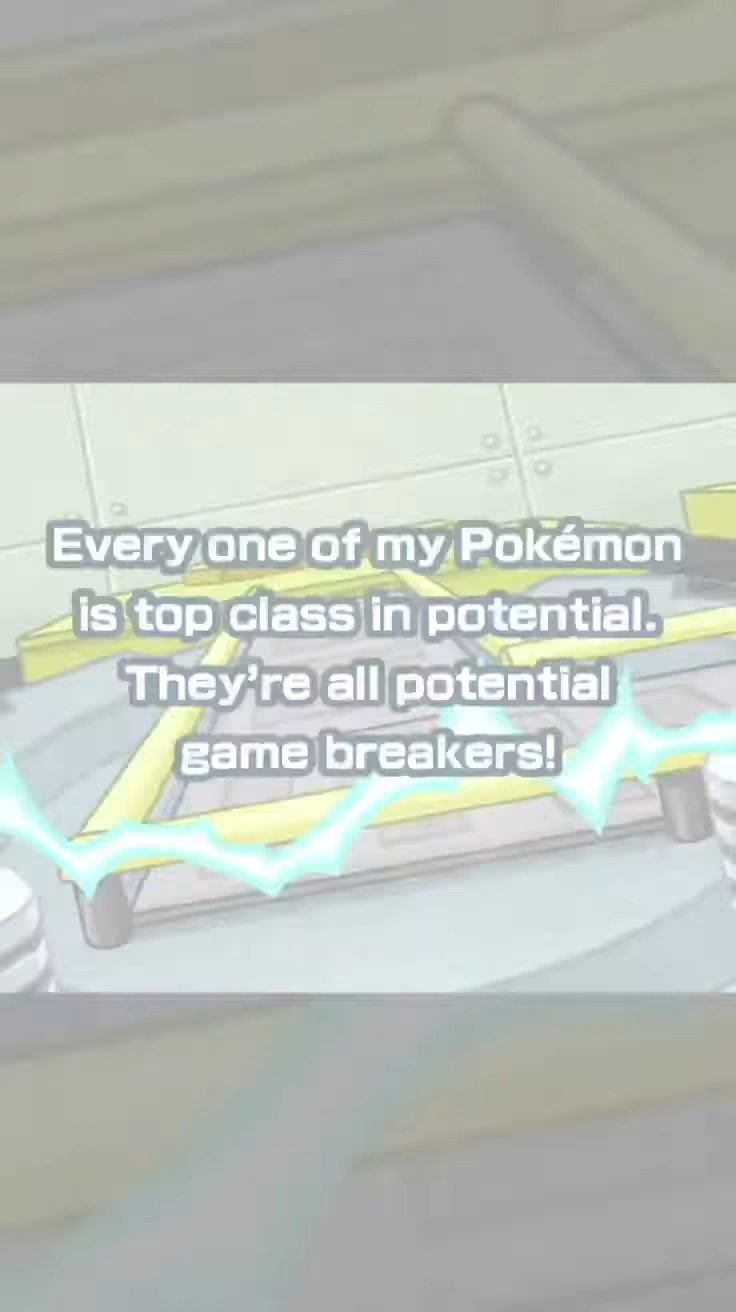 Every one of my Pokémon
is top class in potential.
They’re all potential
game breakers!